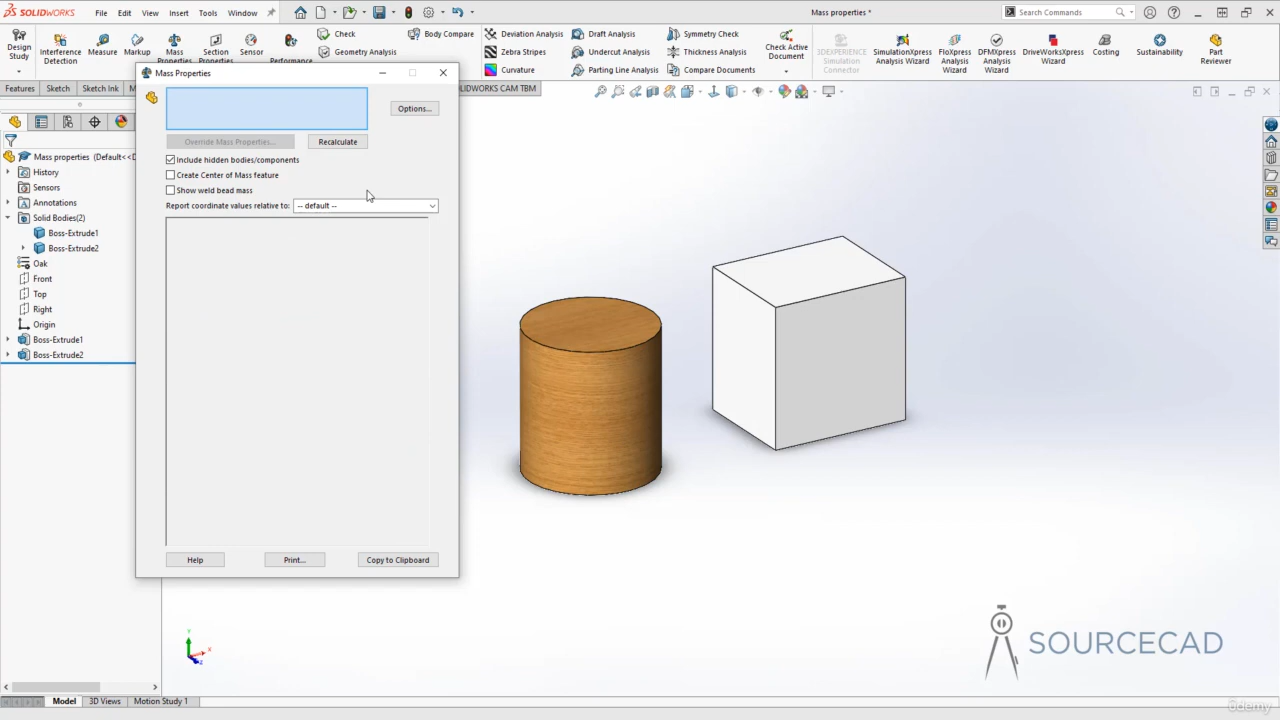 SOLIDWORKS File Edit View Insert Tools Window Mass properties * Search Commands
Design Study
Interference Detection
Measure
Markup
Mass Properties
Section Properties
Sensor
Performance
Check
Geometry Analysis
Body Compare
Deviation Analysis
Zebra Stripes
Curvature
Draft Analysis
Undercut Analysis
Parting Line Analysis
Symmetry Check
Thickness Analysis
Compare Documents
Check Active Document
3DEXPERIENCE Simulation Connector
SimulationXpress Analysis Wizard
FloXpress Analysis Wizard
DFMXpress Analysis Wizard
DriveWorksXpress Wizard
Costing
Sustainability
Part Reviewer
Features Sketch Sketch Ink M
LIDWORKS CAM TBM
Mass Properties
Options...
Override Mass Properties...
Recalculate
Include hidden bodies/components
Create Center of Mass feature
Show weld bead mass
Report coordinate values relative to: -- default --
Help Print... Copy to Clipboard
Mass properties (Default<<D
History
Sensors
Annotations
Solid Bodies(2)
Boss-Extrude1
Boss-Extrude2
Oak
Front
Top
Right
Origin
Boss-Extrude1
Boss-Extrude2
Y
X
Z
SOURCECAD
Model 3D Views Motion Study 1
ûdemy